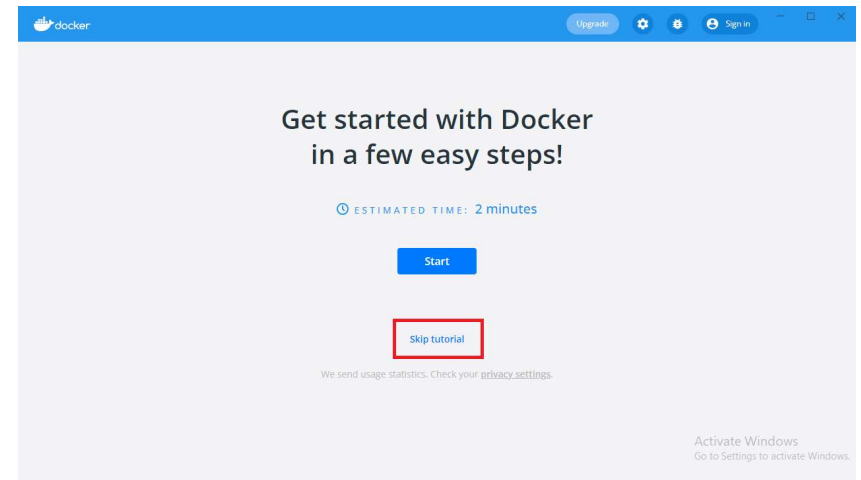 docker
Upgrade
Sign in
Get started with Docker
in a few easy steps!
ESTIMATED TIME: 2 minutes
Start
Skip tutorial
We send usage statistics. Check your privacy settings.
Activate Windows
Go to Settings to activate Windows.